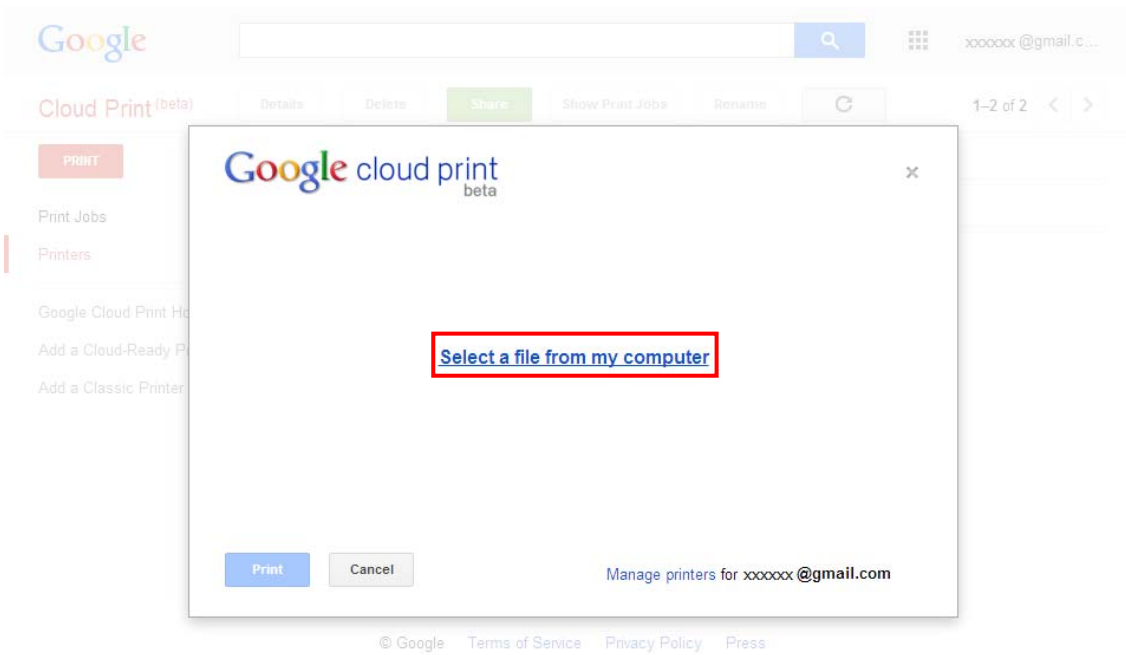 Google
xxxxxx @gmail.c...
Cloud Print (beta) Details Delete Share Show Print Jobs Rename 1–2 of 2
PRINT
Google cloud print
beta
×
Print Jobs
Printers
Google Cloud Print Ho
Add a Cloud-Ready P
Add a Classic Printer
Select a file from my computer
Print Cancel Manage printers for xxxxxx @gmail.com
© Google Terms of Service Privacy Policy Press